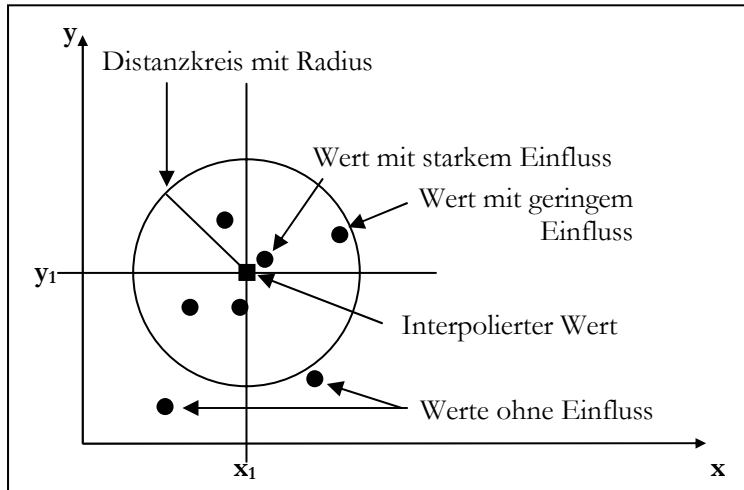 y
Distanzkreis mit Radius
Wert mit starkem Einfluss
Wert mit geringem
Einfluss
y₁
Interpolierter Wert
Werte ohne Einfluss
x₁
x